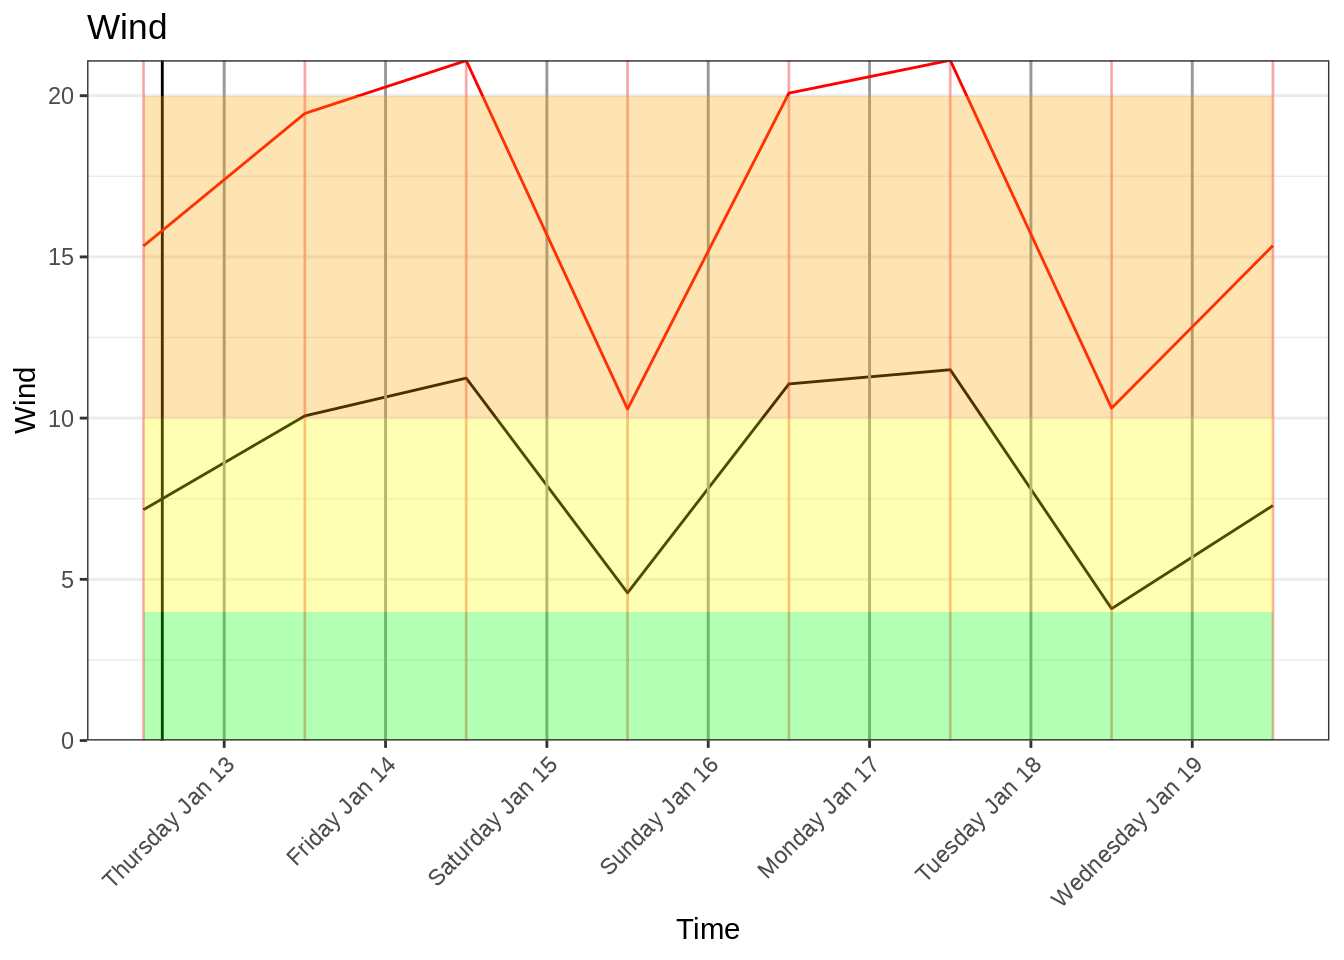 Wind
Wind
20
15
10
5
0
Thursday Jan 13
Friday Jan 14
Saturday Jan 15
Sunday Jan 16
Monday Jan 17
Tuesday Jan 18
Wednesday Jan 19
Time